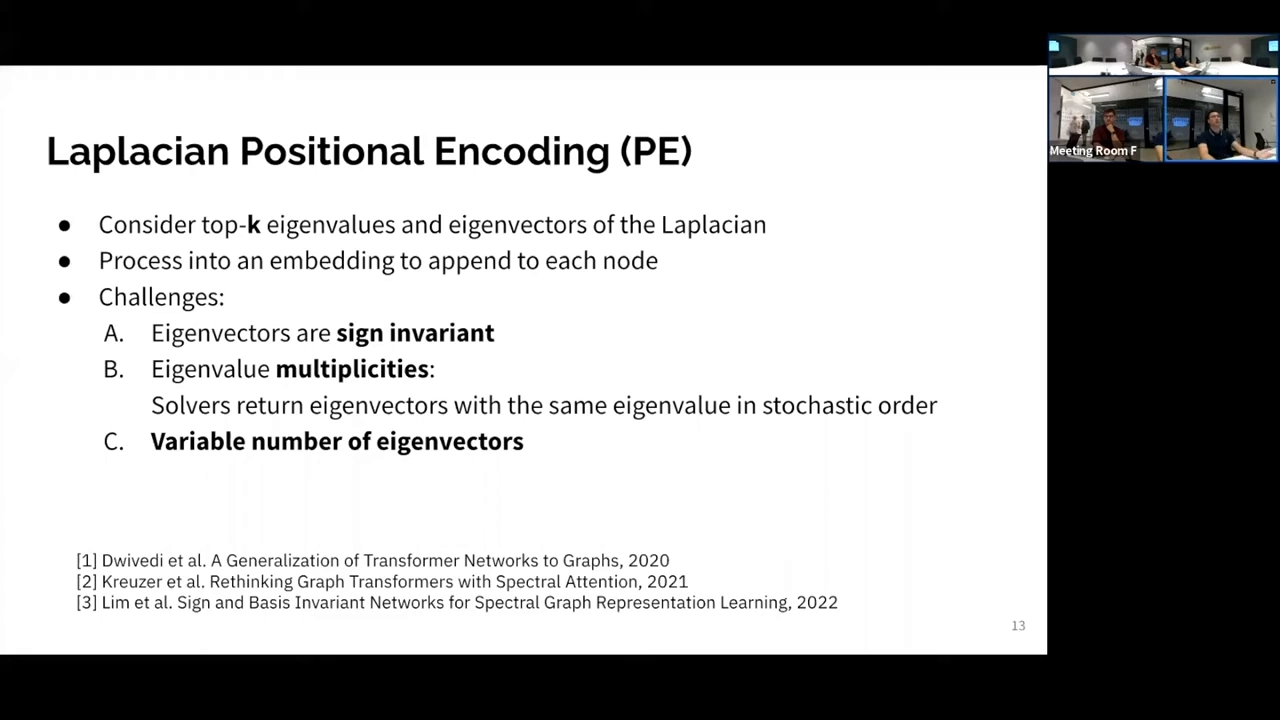 Laplacian Positional Encoding (PE)
● Consider top-k eigenvalues and eigenvectors of the Laplacian
● Process into an embedding to append to each node
● Challenges:
A. Eigenvectors are sign invariant
B. Eigenvalue multiplicities:
Solvers return eigenvectors with the same eigenvalue in stochastic order
C. Variable number of eigenvectors
[1] Dwivedi et al. A Generalization of Transformer Networks to Graphs, 2020
[2] Kreuzer et al. Rethinking Graph Transformers with Spectral Attention, 2021
[3] Lim et al. Sign and Basis Invariant Networks for Spectral Graph Representation Learning, 2022
13
Meeting Room F